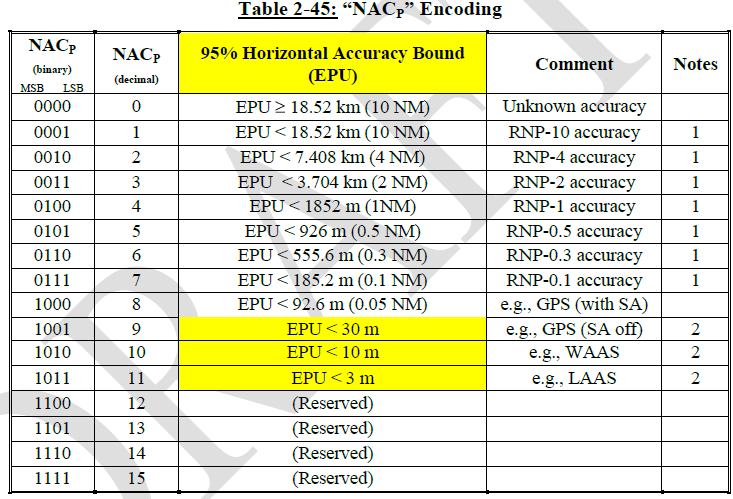 Table 2-45: “NACP” Encoding
NACP (binary) MSB LSB | NACP (decimal) | 95% Horizontal Accuracy Bound (EPU) | Comment | Notes
0000 | 0 | EPU ≥ 18.52 km (10 NM) | Unknown accuracy |
0001 | 1 | EPU < 18.52 km (10 NM) | RNP-10 accuracy | 1
0010 | 2 | EPU < 7.408 km (4 NM) | RNP-4 accuracy | 1
0011 | 3 | EPU < 3.704 km (2 NM) | RNP-2 accuracy | 1
0100 | 4 | EPU < 1852 m (1NM) | RNP-1 accuracy | 1
0101 | 5 | EPU < 926 m (0.5 NM) | RNP-0.5 accuracy | 1
0110 | 6 | EPU < 555.6 m (0.3 NM) | RNP-0.3 accuracy | 1
0111 | 7 | EPU < 185.2 m (0.1 NM) | RNP-0.1 accuracy | 1
1000 | 8 | EPU < 92.6 m (0.05 NM) | e.g., GPS (with SA) |
1001 | 9 | EPU < 30 m | e.g., GPS (SA off) | 2
1010 | 10 | EPU < 10 m | e.g., WAAS | 2
1011 | 11 | EPU < 3 m | e.g., LAAS | 2
1100 | 12 | (Reserved) | |
1101 | 13 | (Reserved) | |
1110 | 14 | (Reserved) | |
1111 | 15 | (Reserved) | |
DRAFT